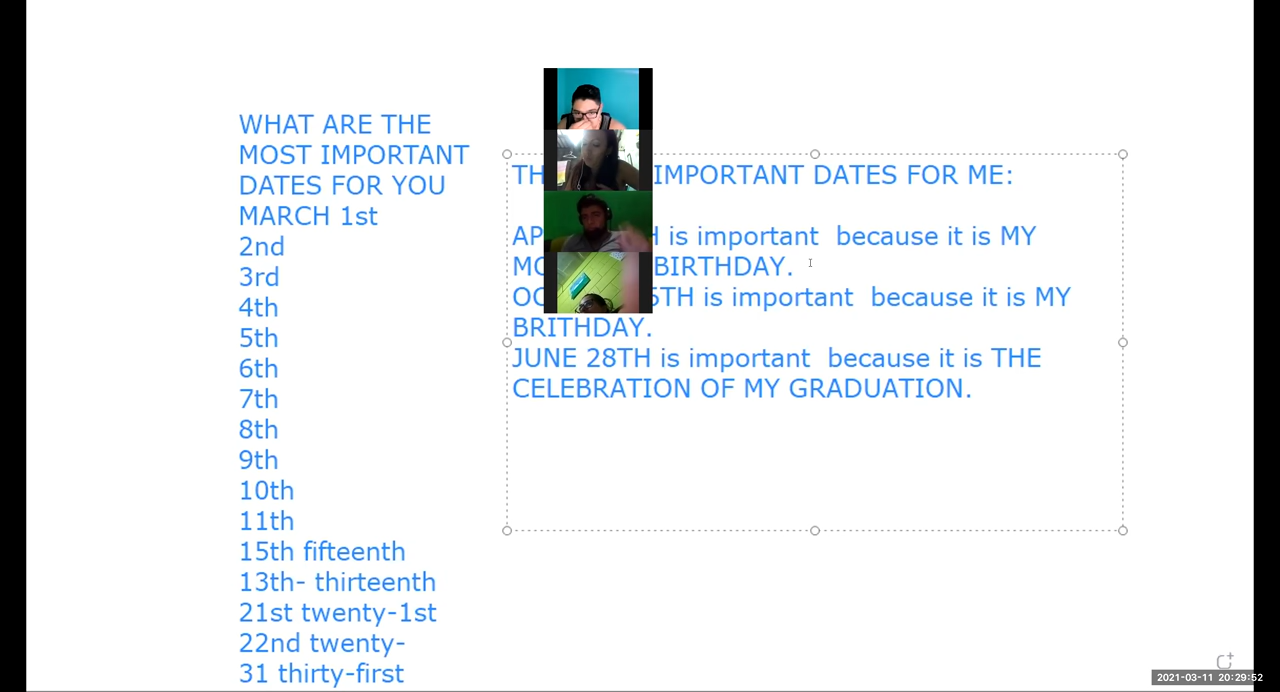 WHAT ARE THE
MOST IMPORTANT
DATES FOR YOU
MARCH 1st
2nd
3rd
4th
5th
6th
7th
8th
9th
10th
11th
15th fifteenth
13th- thirteenth
21st twenty-1st
22nd twenty-
31 thirty-first
IMPORTANT DATES FOR ME:
is important because it is MY
BIRTHDAY.
is important because it is MY
BRITHDAY.
JUNE 28TH is important because it is THE
CELEBRATION OF MY GRADUATION.
2021-03-11 20:29:52